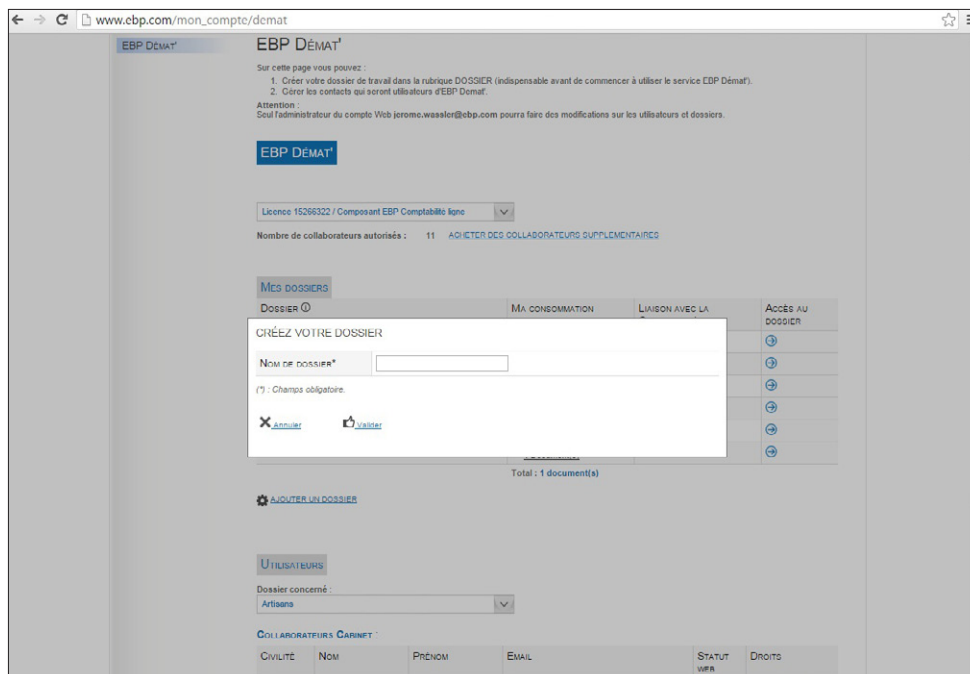 www.ebp.com/mon_compte/demat
EBP DÉMAT'
EBP DÉMAT'
Sur cette page vous pouvez :
1. Créer votre dossier de travail dans la rubrique DOSSIER (indispensable avant de commencer à utiliser le service EBP Démat').
2. Gérer les contacts qui seront utilisateurs d'EBP Demat'.
Attention :
Seul l'administrateur du compte Web jerome.wassler@ebp.com pourra faire des modifications sur les utilisateurs et dossiers.
EBP DÉMAT'
Licence 15266322 / Composant EBP Comptabilité ligne
Nombre de collaborateurs autorisés : 11 ACHETER DES COLLABORATEURS SUPPLEMENTAIRES
MES DOSSIERS
DOSSIER MA CONSOMMATION LIAISON AVEC LA ACCÈS AU DOSSIER
CRÉEZ VOTRE DOSSIER
NOM DE DOSSIER*
(*) : Champs obligatoire.
Annuler Valider
Total : 1 document(s)
AJOUTER UN DOSSIER
UTILISATEURS
Dossier concerné :
Artisans
COLLABORATEURS CABINET :
CIVILITÉ NOM PRÉNOM EMAIL STATUT WEB DROITS